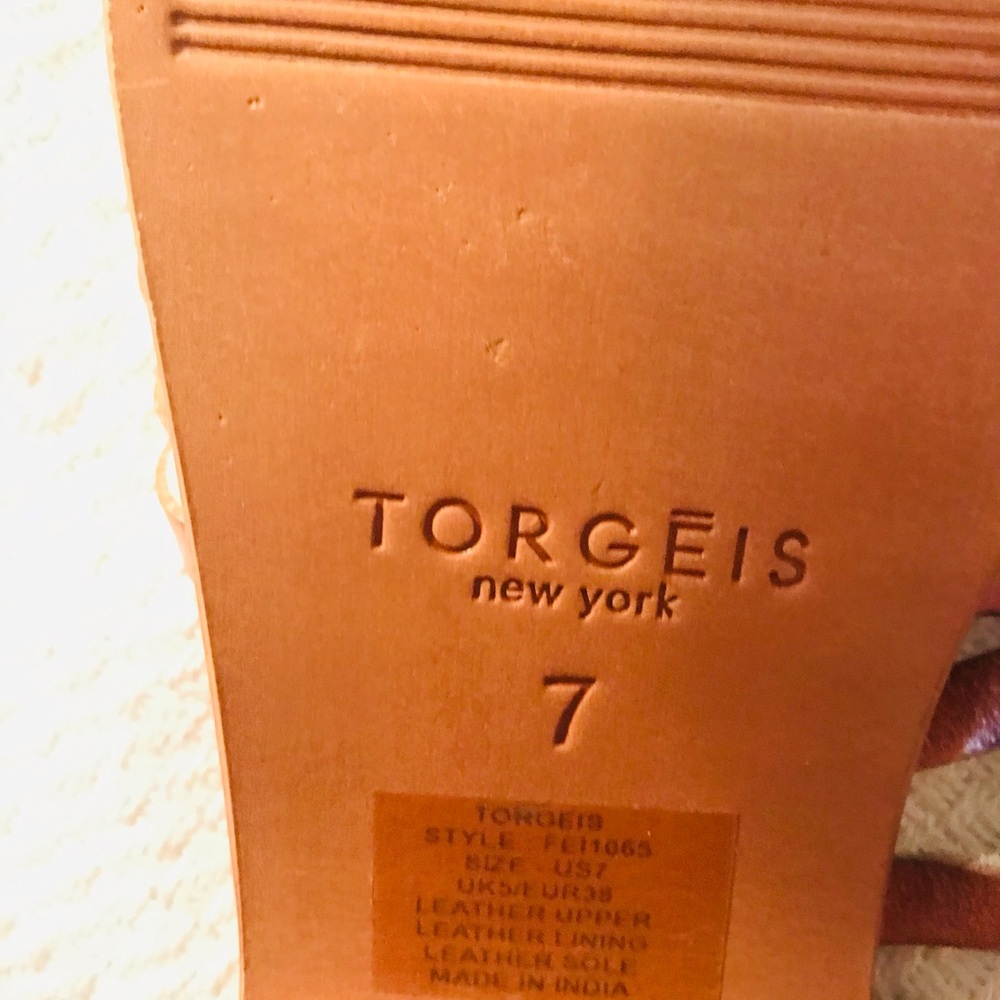 TORGĒIS
new york
7
TORGEIS
STYLE - FEI1065
SIZE - US7
UK5/EUR38
LEATHER UPPER
LEATHER LINING
LEATHER SOLE
MADE IN INDIA